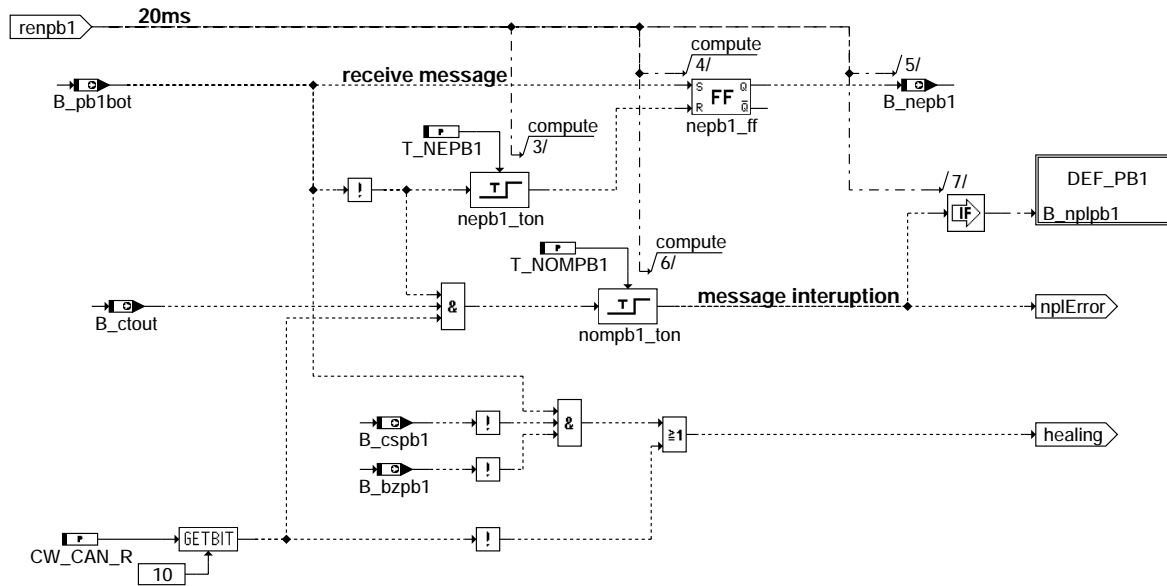 20ms
renpb1
compute
4/
5/
receive message
B_pb1bot
S Q
FF
R Q
nepb1_ff
B_nepb1
P
T_NEPB1
compute
3/
7/
DEF_PB1
B_nplpb1
!
T
nepb1_ton
IF
P
T_NOMPB1
compute
6/
B_ctout
&
T
nompb1_ton
message interuption
nplError
B_cspb1
!
&
≥1
healing
B_bzpb1
!
P
CW_CAN_R
GETBIT
!
10